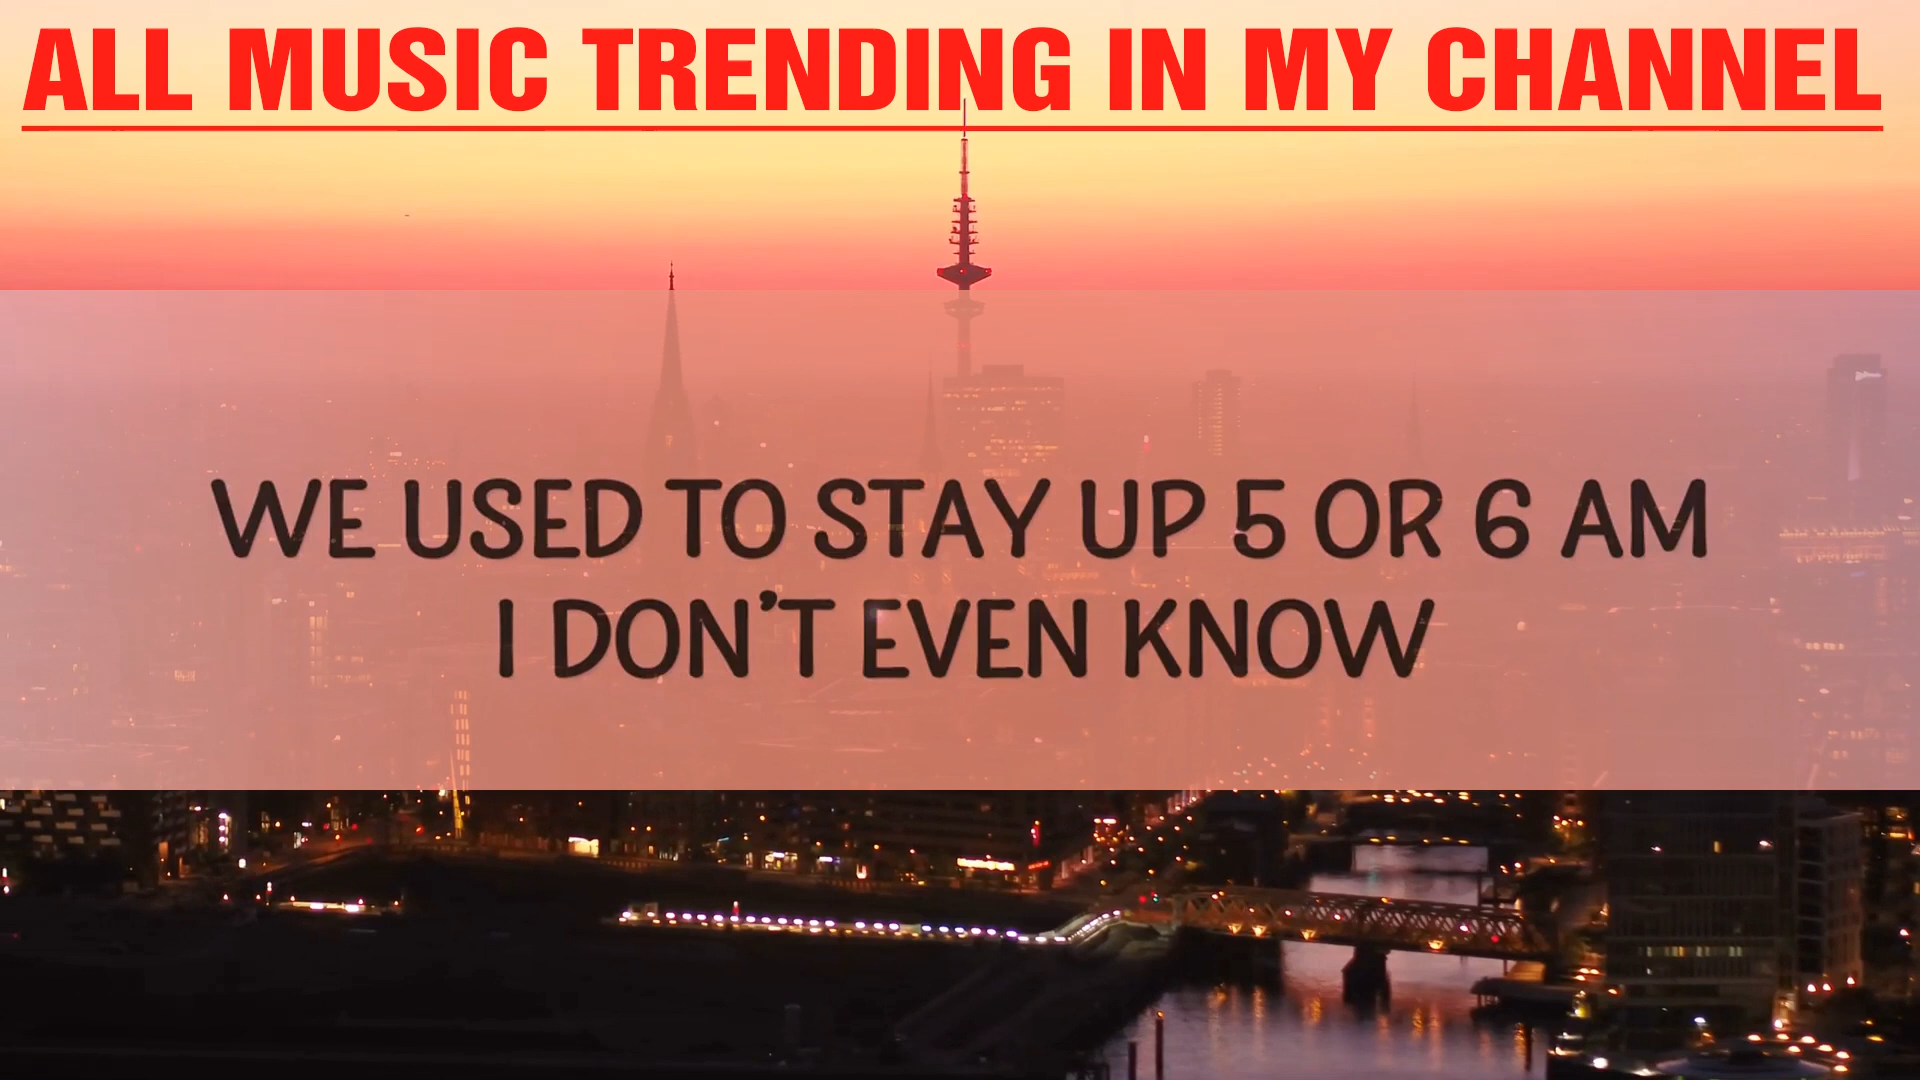 ALL MUSIC TRENDING IN MY CHANNEL
WE USED TO STAY UP 5 OR 6 AM
I DON'T EVEN KNOW